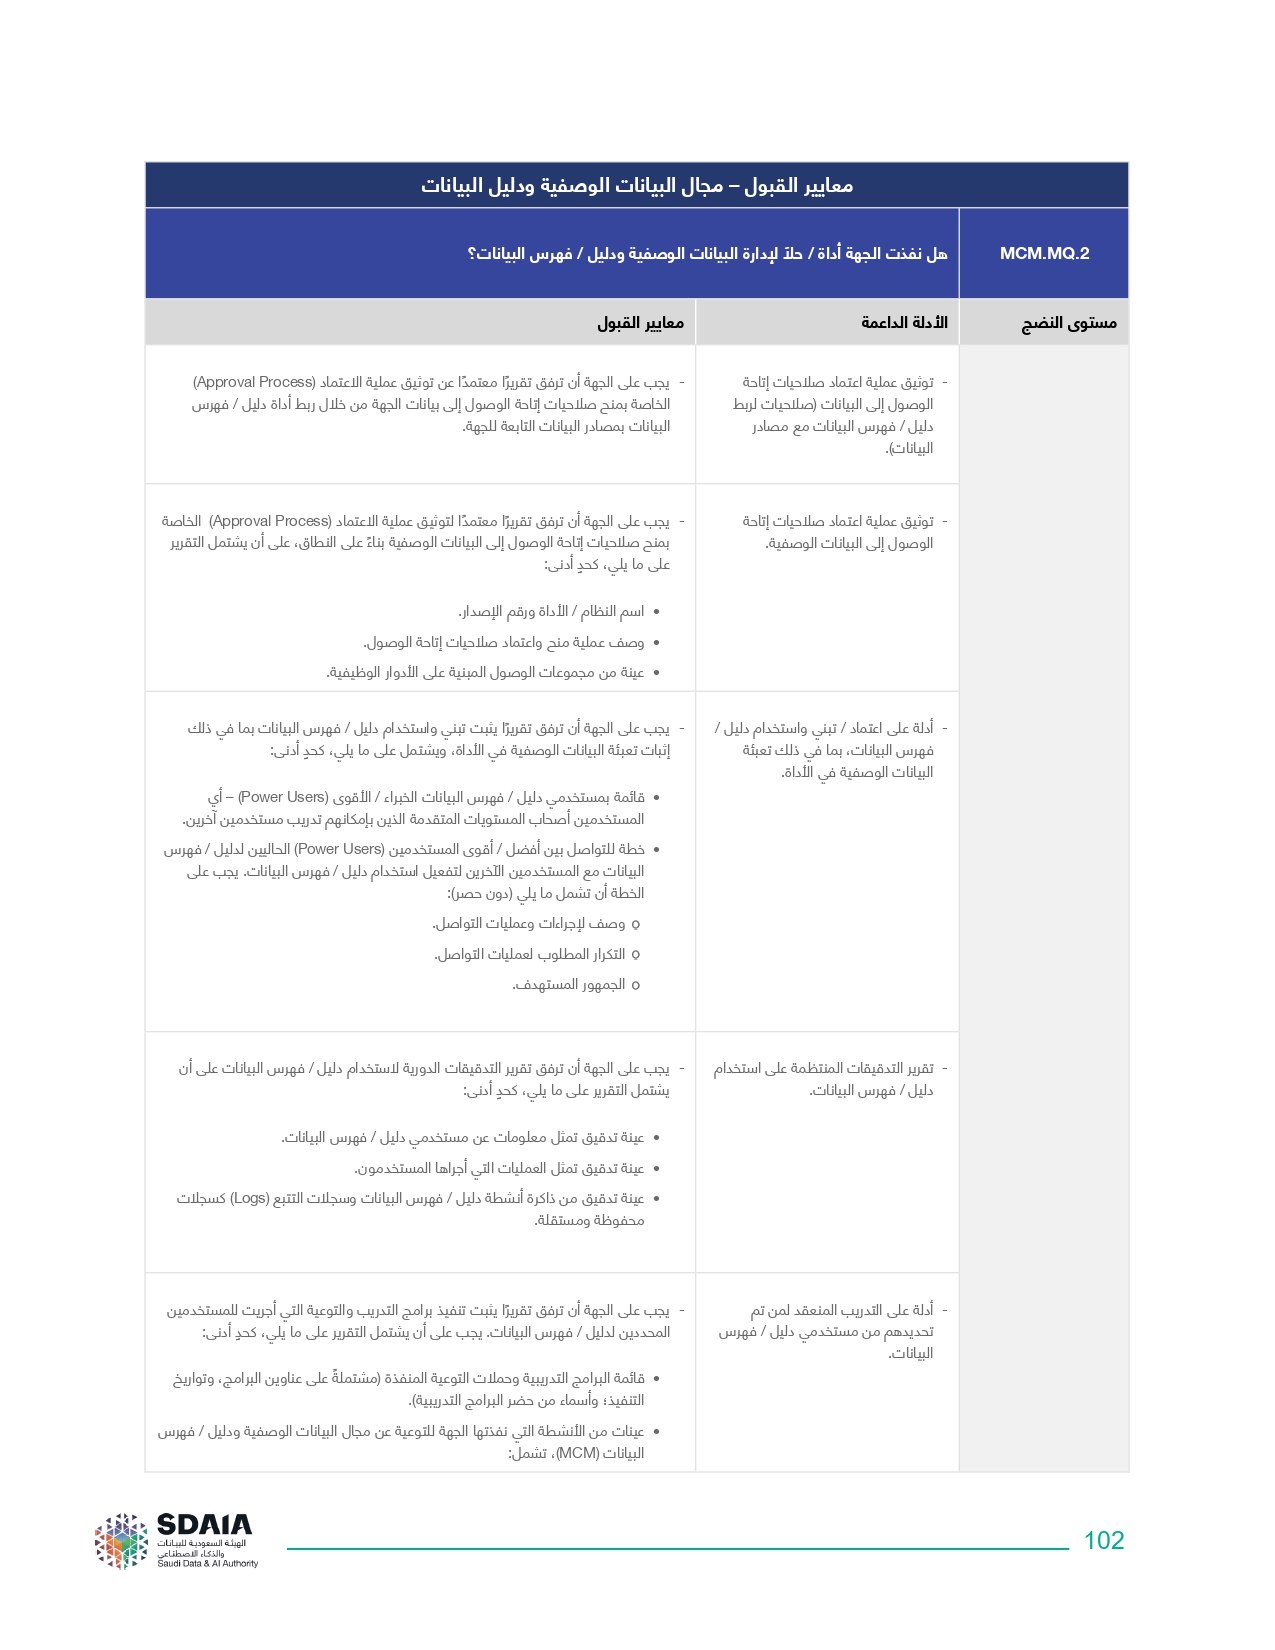 معايير القبول – مجال البيانات الوصفية ودليل البيانات
MCM.MQ.2
هل نفذت الجهة أداة / حلاً لإدارة البيانات الوصفية ودليل / فهرس البيانات؟
مستوى النضج
الأدلة الداعمة
معايير القبول
- توثيق عملية اعتماد صلاحيات إتاحة
الوصول إلى البيانات (صلاحيات لربط
دليل / فهرس البيانات مع مصادر
البيانات).
- يجب على الجهة أن ترفق تقريرًا معتمدًا عن توثيق عملية الاعتماد (Approval Process)
الخاصة بمنح صلاحيات إتاحة الوصول إلى بيانات الجهة من خلال ربط أداة دليل / فهرس
البيانات بمصادر البيانات التابعة للجهة.
- توثيق عملية اعتماد صلاحيات إتاحة
الوصول إلى البيانات الوصفية.
- يجب على الجهة أن ترفق تقريرًا معتمدًا لتوثيق عملية الاعتماد (Approval Process) الخاصة
بمنح صلاحيات إتاحة الوصول إلى البيانات الوصفية بناءً على النطاق، على أن يشتمل التقرير
على ما يلي، كحدٍ أدنى:
• اسم النظام / الأداة ورقم الإصدار.
• وصف عملية منح واعتماد صلاحيات إتاحة الوصول.
• عينة من مجموعات الوصول المبنية على الأدوار الوظيفية.
- أدلة على اعتماد / تبني واستخدام دليل /
فهرس البيانات، بما في ذلك تعبئة
البيانات الوصفية في الأداة.
- يجب على الجهة أن ترفق تقريرًا يثبت تبني واستخدام دليل / فهرس البيانات بما في ذلك
إثبات تعبئة البيانات الوصفية في الأداة، ويشتمل على ما يلي، كحدٍ أدنى:
• قائمة بمستخدمي دليل / فهرس البيانات الخبراء / الأقوى (Power Users) – أي
المستخدمين أصحاب المستويات المتقدمة الذين بإمكانهم تدريب مستخدمين آخرين.
• خطة للتواصل بين أفضل / أقوى المستخدمين (Power Users) الحاليين لدليل / فهرس
البيانات مع المستخدمين الآخرين لتفعيل استخدام دليل / فهرس البيانات. يجب على
الخطة أن تشمل ما يلي (دون حصر):
o وصف لإجراءات وعمليات التواصل.
o التكرار المطلوب لعمليات التواصل.
o الجمهور المستهدف.
- تقرير التدقيقات المنتظمة على استخدام
دليل / فهرس البيانات.
- يجب على الجهة أن ترفق تقرير التدقيقات الدورية لاستخدام دليل / فهرس البيانات على أن
يشتمل التقرير على ما يلي، كحدٍ أدنى:
• عينة تدقيق تمثل معلومات عن مستخدمي دليل / فهرس البيانات.
• عينة تدقيق تمثل العمليات التي أجراها المستخدمون.
• عينة تدقيق من ذاكرة أنشطة دليل / فهرس البيانات وسجلات التتبع (Logs) كسجلات
محفوظة ومستقلة.
- أدلة على التدريب المنعقد لمن تم
تحديدهم من مستخدمي دليل / فهرس
البيانات.
- يجب على الجهة أن ترفق تقريرًا يثبت تنفيذ برامج التدريب والتوعية التي أجريت للمستخدمين
المحددين لدليل / فهرس البيانات. يجب على أن يشتمل التقرير على ما يلي، كحدٍ أدنى:
• قائمة البرامج التدريبية وحملات التوعية المنفذة (مشتملةً على عناوين البرامج، وتواريخ
التنفيذ؛ وأسماء من حضر البرامج التدريبية).
• عينات من الأنشطة التي نفذتها الجهة للتوعية عن مجال البيانات الوصفية ودليل / فهرس
البيانات (MCM)، تشمل:
SDAIA
الهيئة السعودية للبيانات
والذكاء الاصطناعي
Saudi Data & AI Authority
102